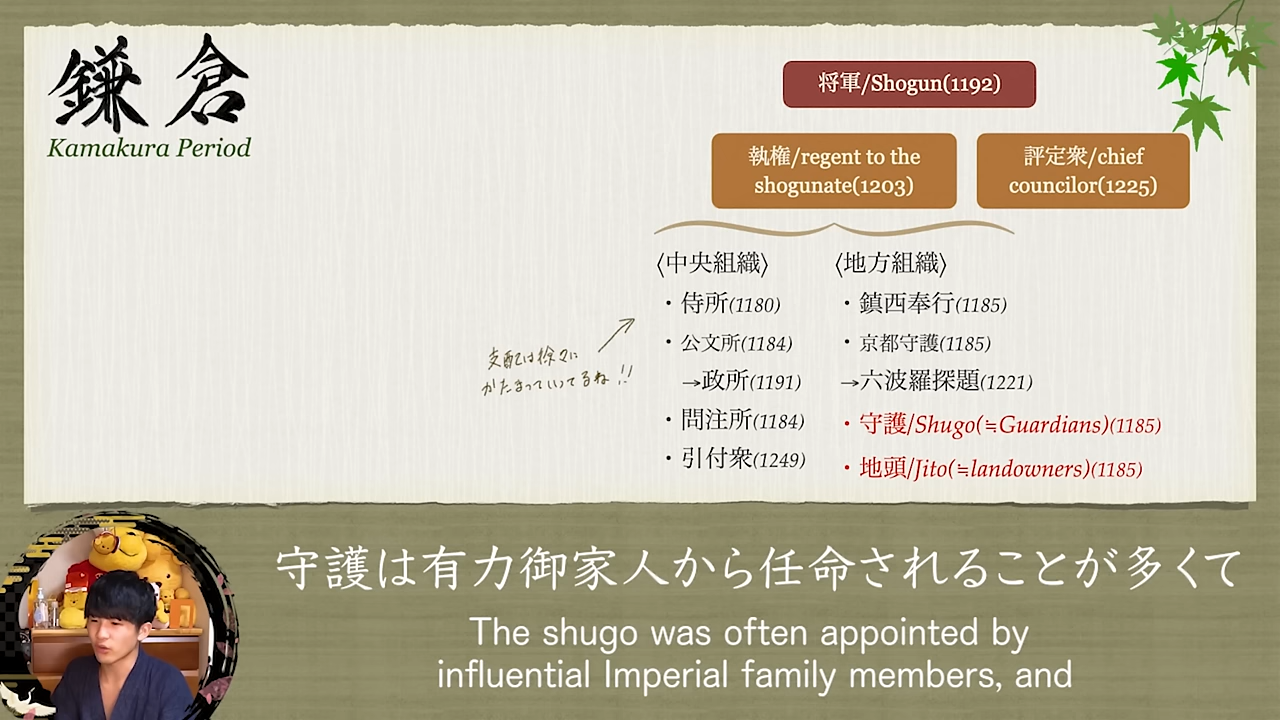 鎌倉
Kamakura Period
将軍/Shogun(1192)
執権/regent to the
shogunate(1203)
評定衆/chief
councilor(1225)
〈中央組織〉
・侍所(1180)
・公文所(1184)
→政所(1191)
・問注所(1184)
・引付衆(1249)
〈地方組織〉
・鎮西奉行(1185)
・京都守護(1185)
→六波羅探題(1221)
・守護/Shugo(≒Guardians)(1185)
・地頭/Jito(≒landowners)(1185)
支配は徐々に
かたまっていってるね!!
守護は有力御家人から任命されることが多くて
The shugo was often appointed by
influential Imperial family members, and